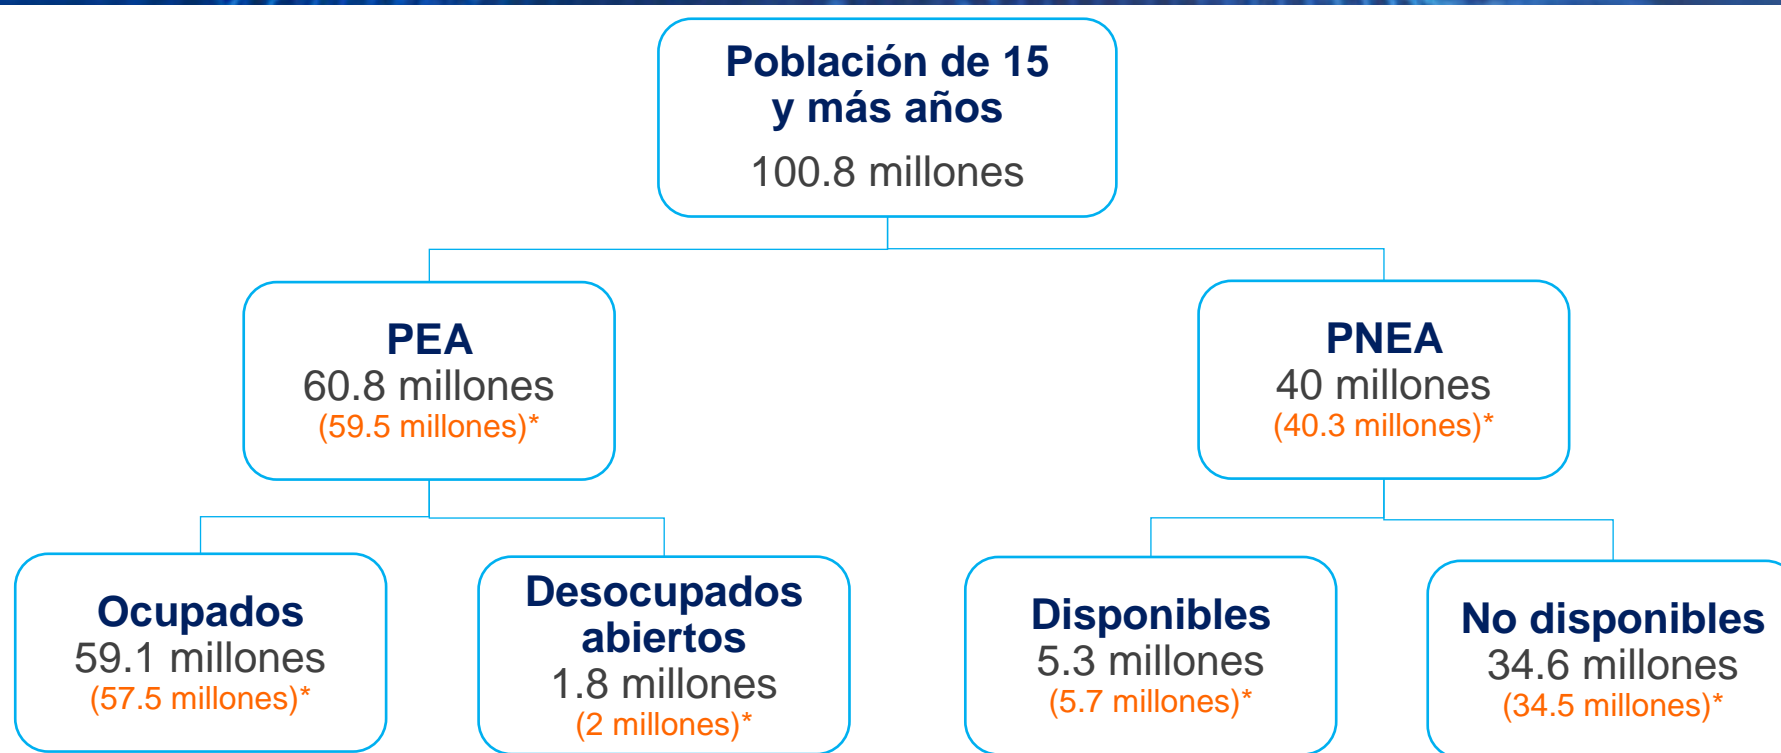 Población de 15
y más años
100.8 millones
PEA
60.8 millones
(59.5 millones)*
PNEA
40 millones
(40.3 millones)*
Ocupados
59.1 millones
(57.5 millones)*
Desocupados
abiertos
1.8 millones
(2 millones)*
Disponibles
5.3 millones
(5.7 millones)*
No disponibles
34.6 millones
(34.5 millones)*